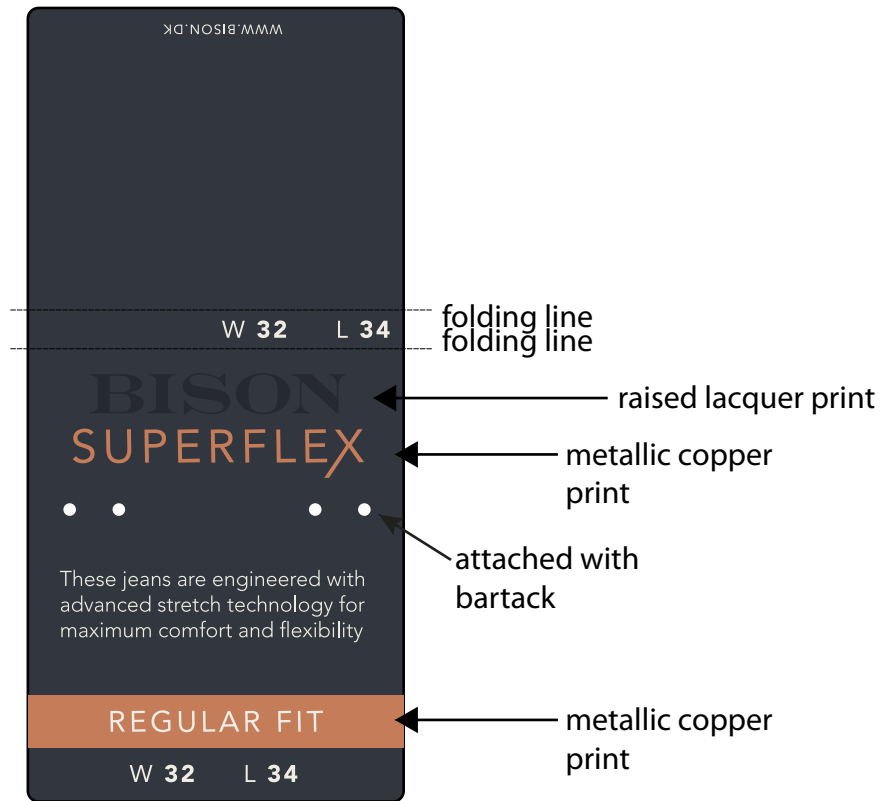 WWW.BISON.DK
folding line
W 32 L 34
folding line
BISON
raised lacquer print
SUPERFLEX
metallic copper
print
attached with
bartack
These jeans are engineered with
advanced stretch technology for
maximum comfort and flexibility
REGULAR FIT
metallic copper
print
W 32 L 34